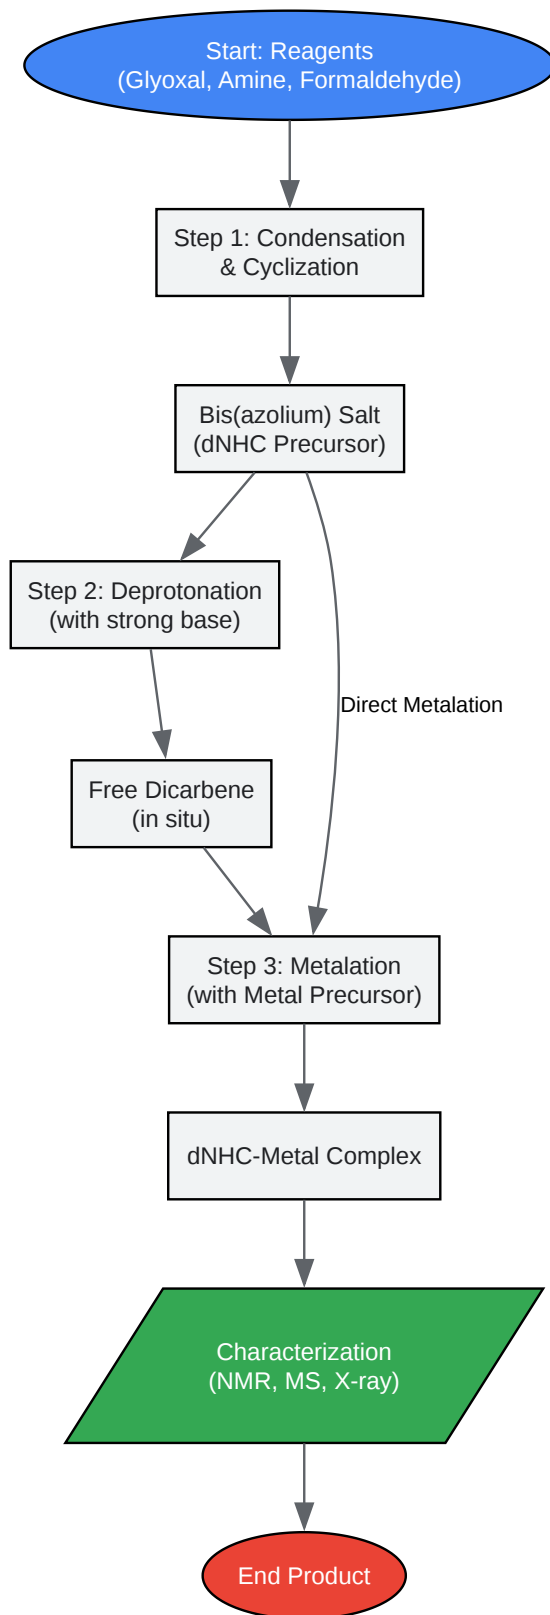 Start: Reagents
(Glyoxal, Amine, Formaldehyde)
Step 1: Condensation
& Cyclization
Bis(azolium) Salt
(dNHC Precursor)
Step 2: Deprotonation
(with strong base)
Direct Metalation
Free Dicarbene
(in situ)
Step 3: Metalation
(with Metal Precursor)
dNHC-Metal Complex
Characterization
(NMR, MS, X-ray)
End Product